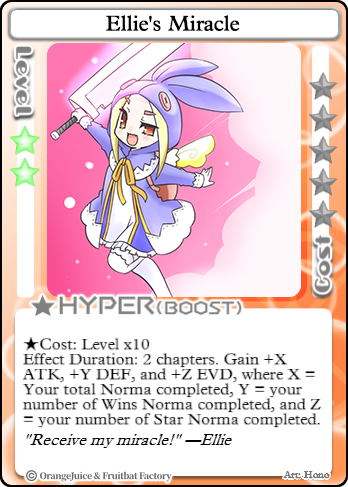 Ellie's Miracle
Level
Cost
★HYPER(BOOST)
★Cost: Level x10
Effect Duration: 2 chapters. Gain +X
ATK, +Y DEF, and +Z EVD, where X =
Your total Norma completed, Y = your
number of Wins Norma completed, and Z
= your number of Star Norma completed.
"Receive my miracle!" —Ellie
© OrangeJuice & Fruitbat Factory
Art: Hono